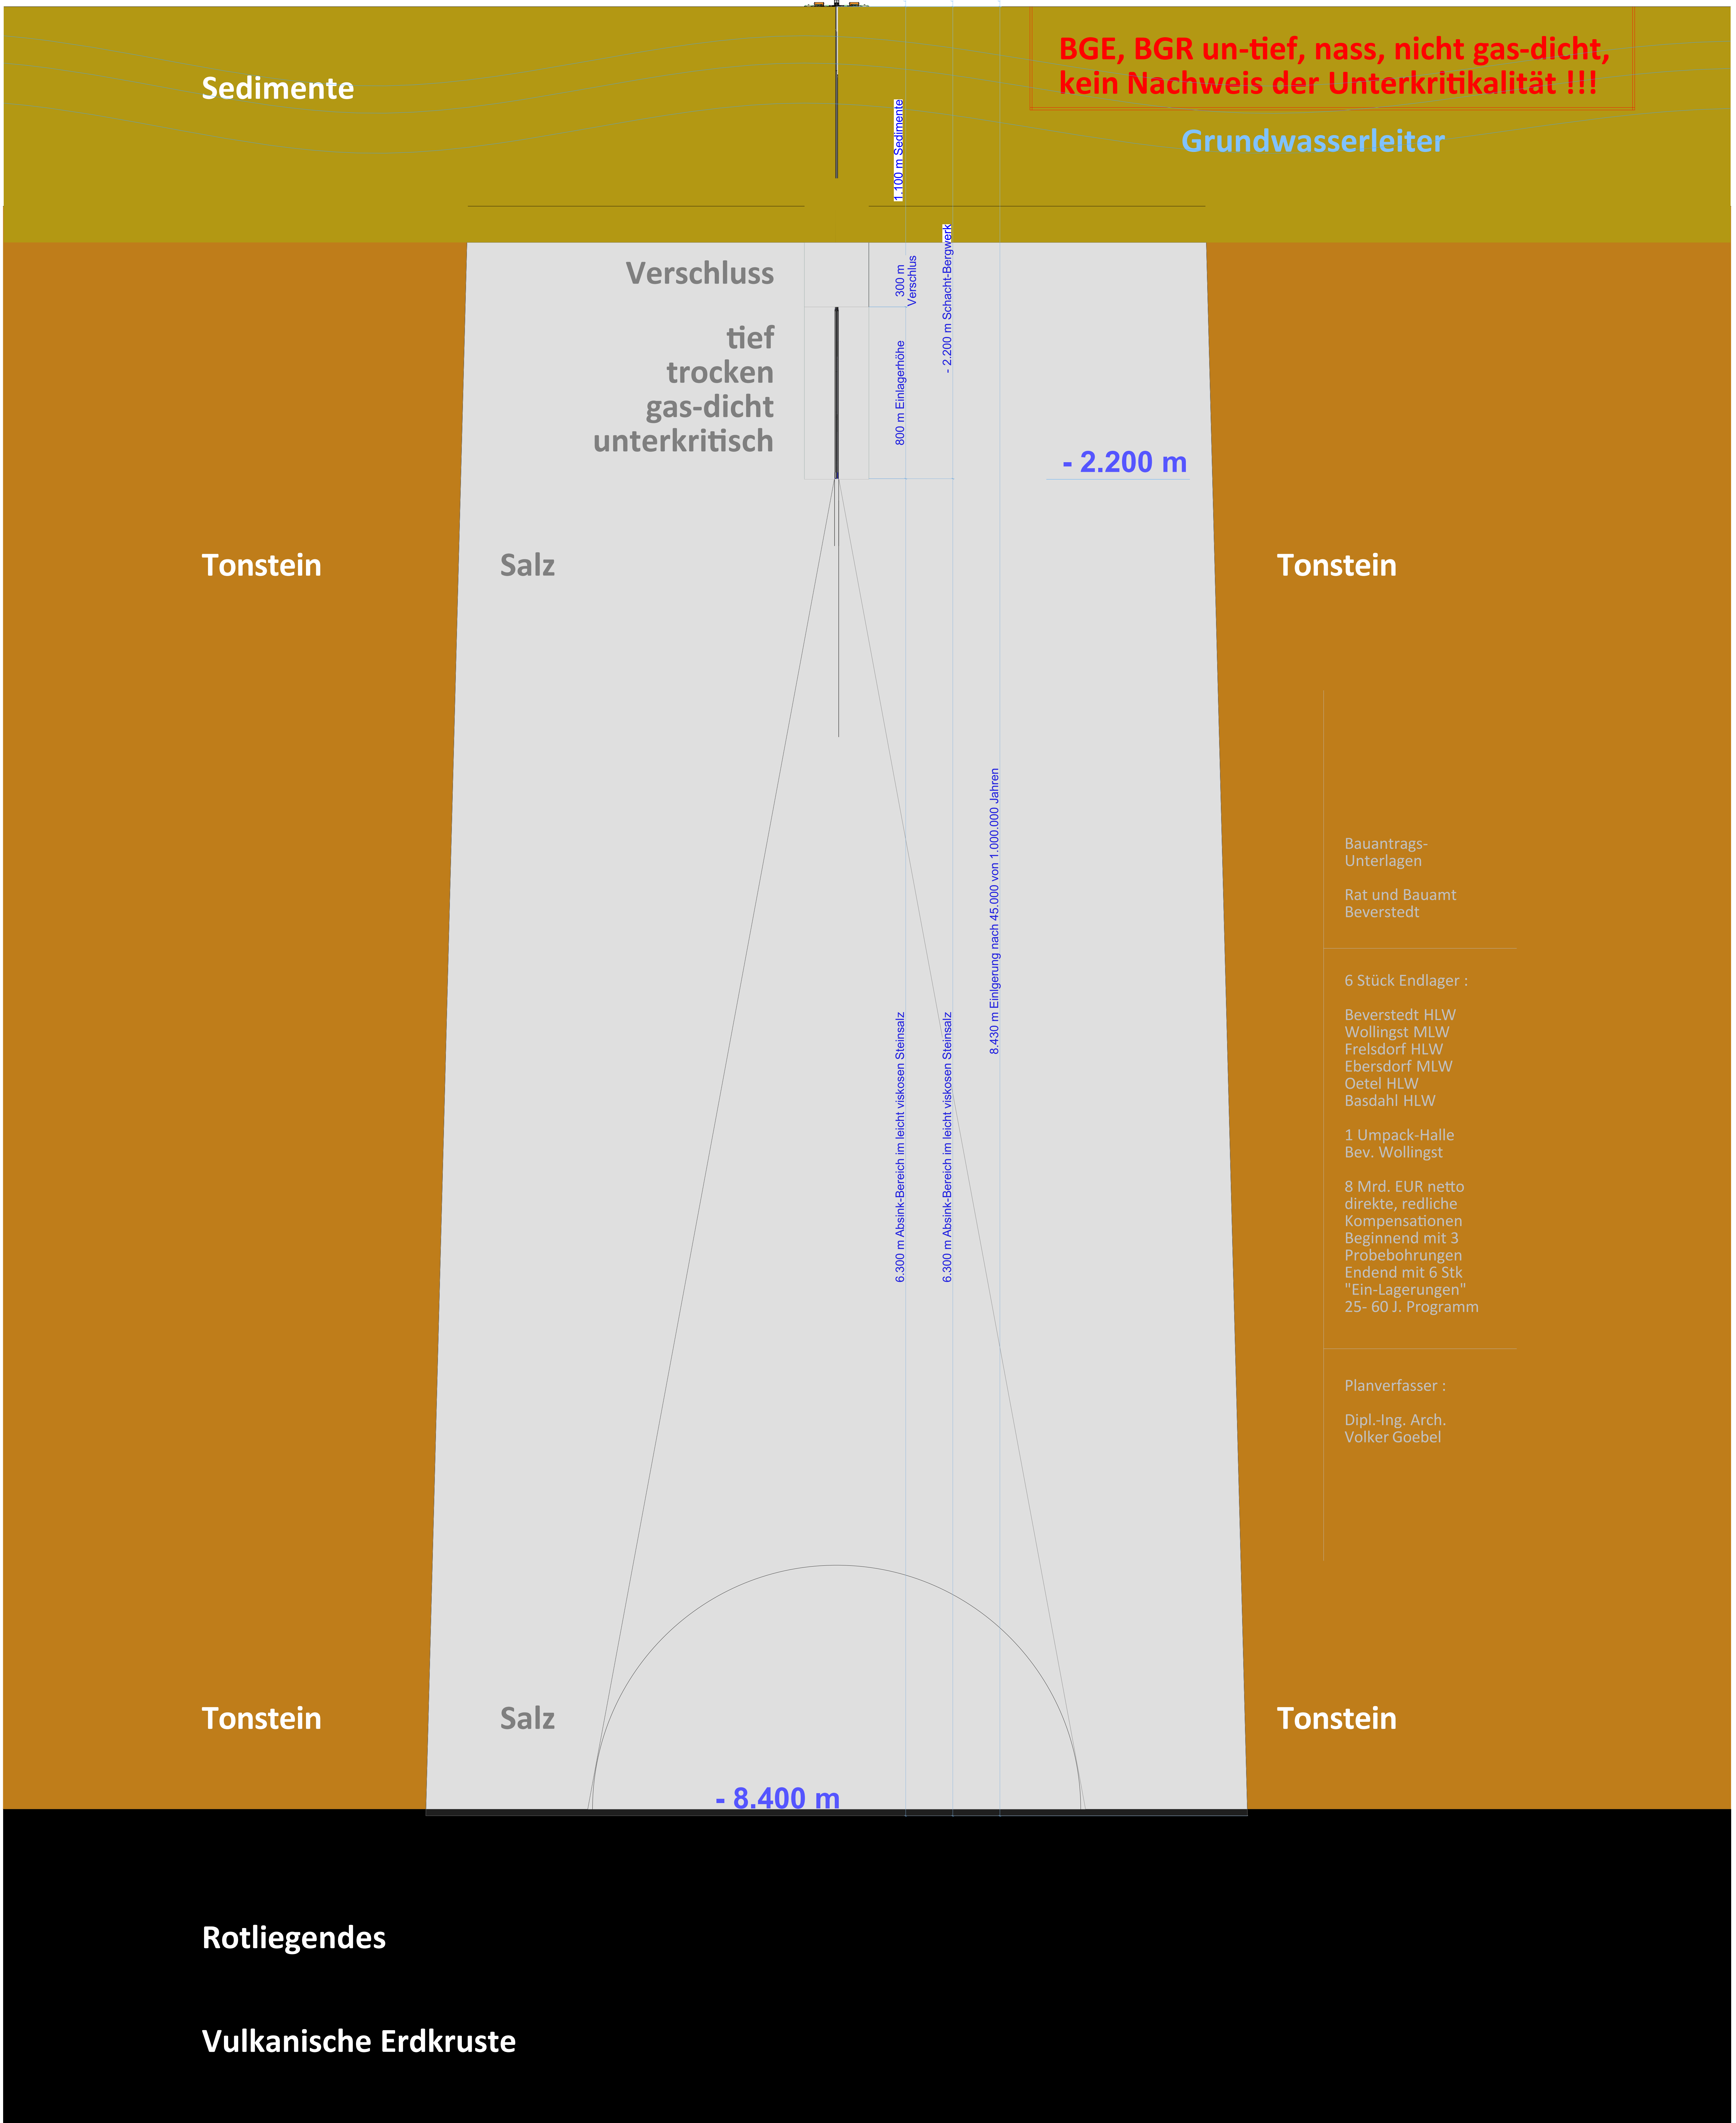 BGE, BGR un-tief, nass, nicht gas-dicht,
kein Nachweis der Unterkritikalität !!!
Sedimente
Grundwasserleiter
1.100 m Sedimente
- 2.200 m Schacht-Bergwerk
300 m
Verschlus
Verschluss
tief
trocken
gas-dicht
unterkritisch
800 m Einlagerhöhe
- 2.200 m
Tonstein
Salz
Tonstein
8.430 m Einlgerung nach 45.000 von 1.000.000 Jahren
6.300 m Absink-Bereich im leicht viskosen Steinsalz
6.300 m Absink-Bereich im leicht viskosen Steinsalz
Bauantrags-
Unterlagen
Rat und Bauamt
Beverstedt
6 Stück Endlager :
Beverstedt HLW
Wollingst MLW
Frelsdorf HLW
Ebersdorf MLW
Oetel HLW
Basdahl HLW
1 Umpack-Halle
Bev. Wollingst
8 Mrd. EUR netto
direkte, redliche
Kompensationen
Beginnend mit 3
Probebohrungen
Endend mit 6 Stk
"Ein-Lagerungen"
25- 60 J. Programm
Planverfasser :
Dipl.-Ing. Arch.
Volker Goebel
Tonstein
Salz
Tonstein
- 8.400 m
Rotliegendes
Vulkanische Erdkruste